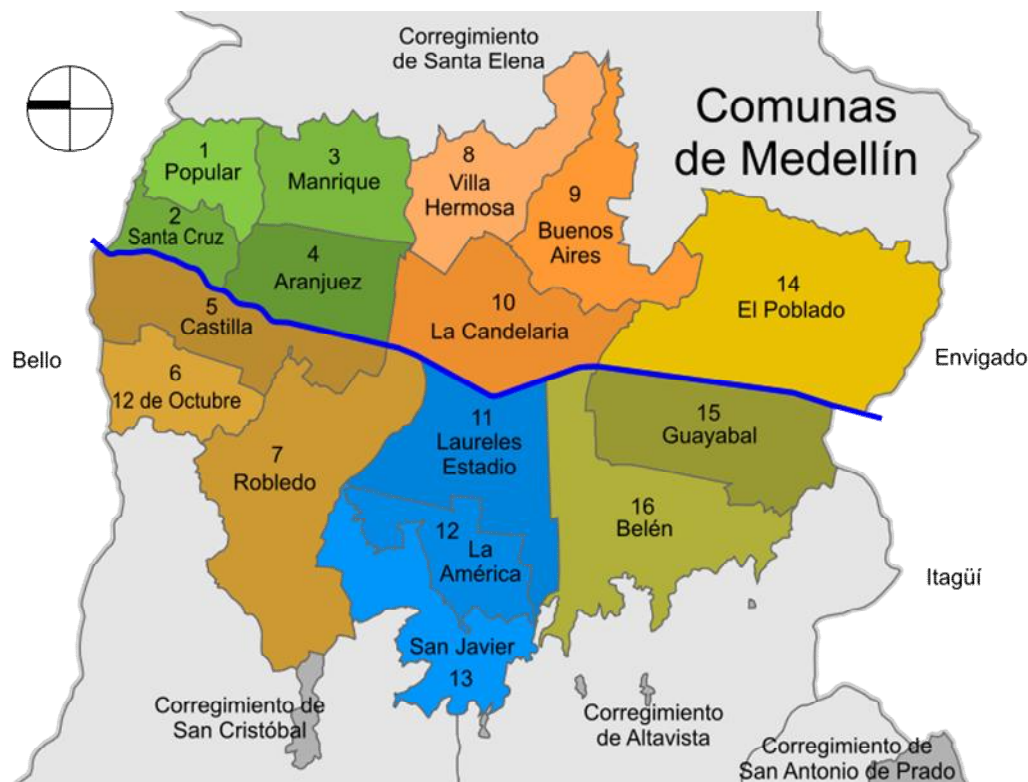 Corregimiento
de Santa Elena
Comunas
de Medellín
1
Popular
3
Manrique
8
Villa
Hermosa
9
Buenos
Aires
2
Santa Cruz
4
Aranjuez
14
El Poblado
10
La Candelaria
5
Castilla
Bello
Envigado
6
12 de Octubre
11
Laureles
Estadio
15
Guayabal
7
Robledo
16
Belén
12
La
América
Itagüí
San Javier
13
Corregimiento de
San Cristóbal
Corregimiento
de Altavista
Corregimiento de
San Antonio de Prado